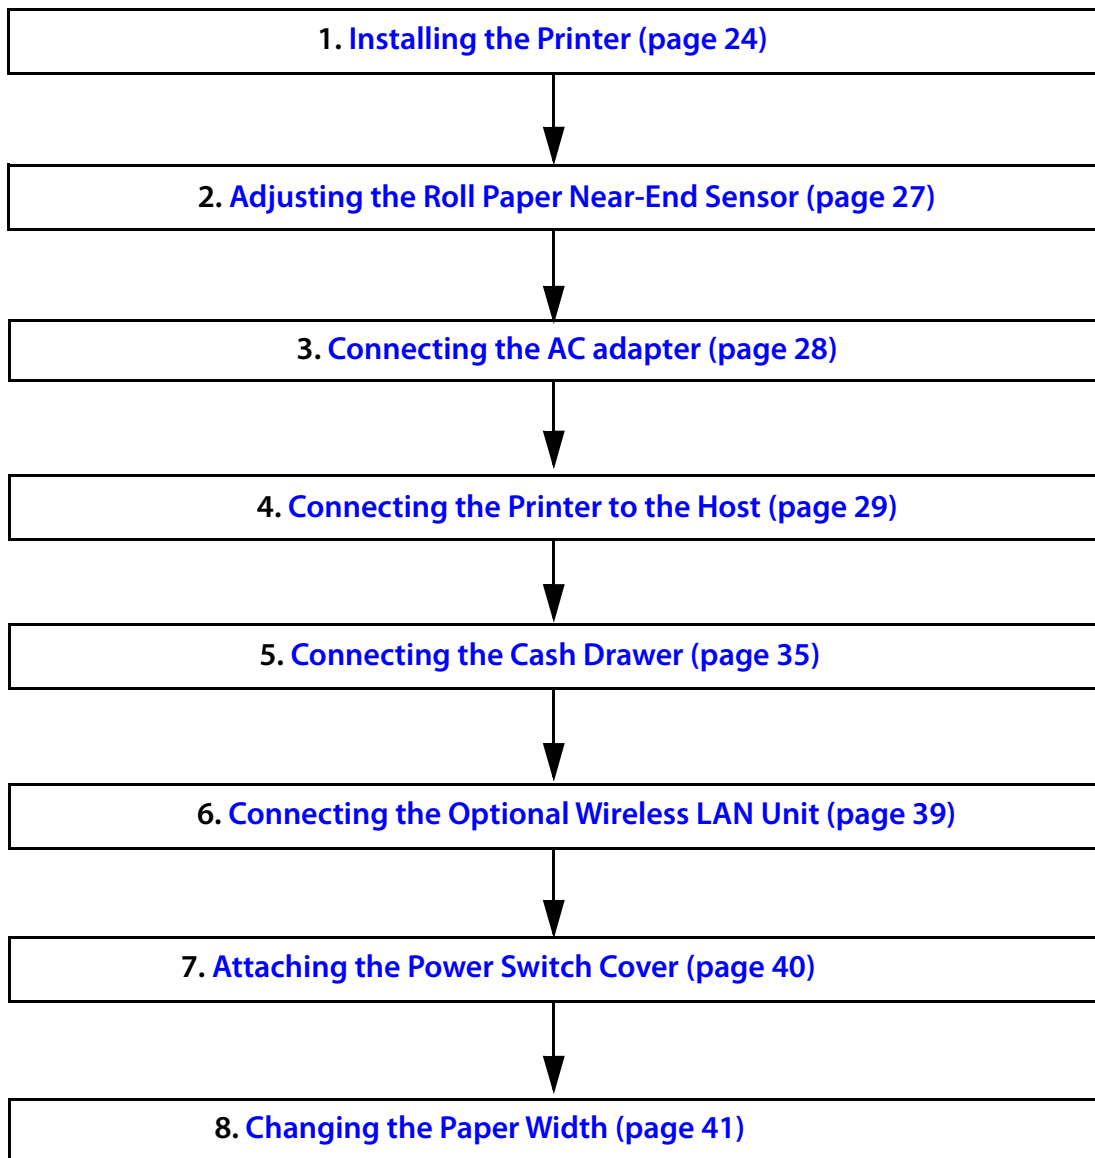 1. Installing the Printer (page 24)
2. Adjusting the Roll Paper Near-End Sensor (page 27)
3. Connecting the AC adapter (page 28)
4. Connecting the Printer to the Host (page 29)
5. Connecting the Cash Drawer (page 35)
6. Connecting the Optional Wireless LAN Unit (page 39)
7. Attaching the Power Switch Cover (page 40)
8. Changing the Paper Width (page 41)